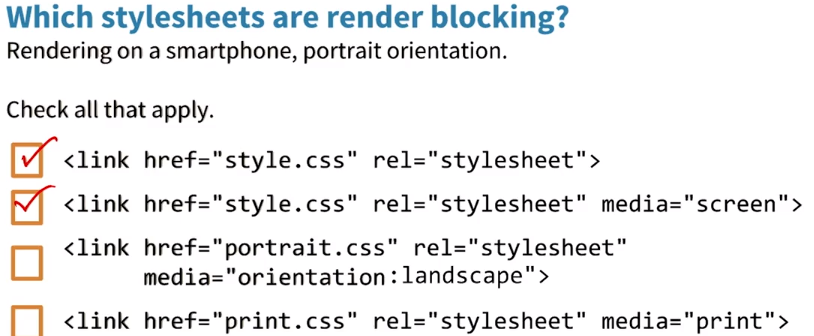 Which stylesheets are render blocking?
Rendering on a smartphone, portrait orientation.
Check all that apply.
<link href="style.css" rel="stylesheet">
<link href="style.css" rel="stylesheet" media="screen">
<link href="portrait.css" rel="stylesheet"
media="orientation:landscape">
<link href="print.css" rel="stylesheet" media="print">